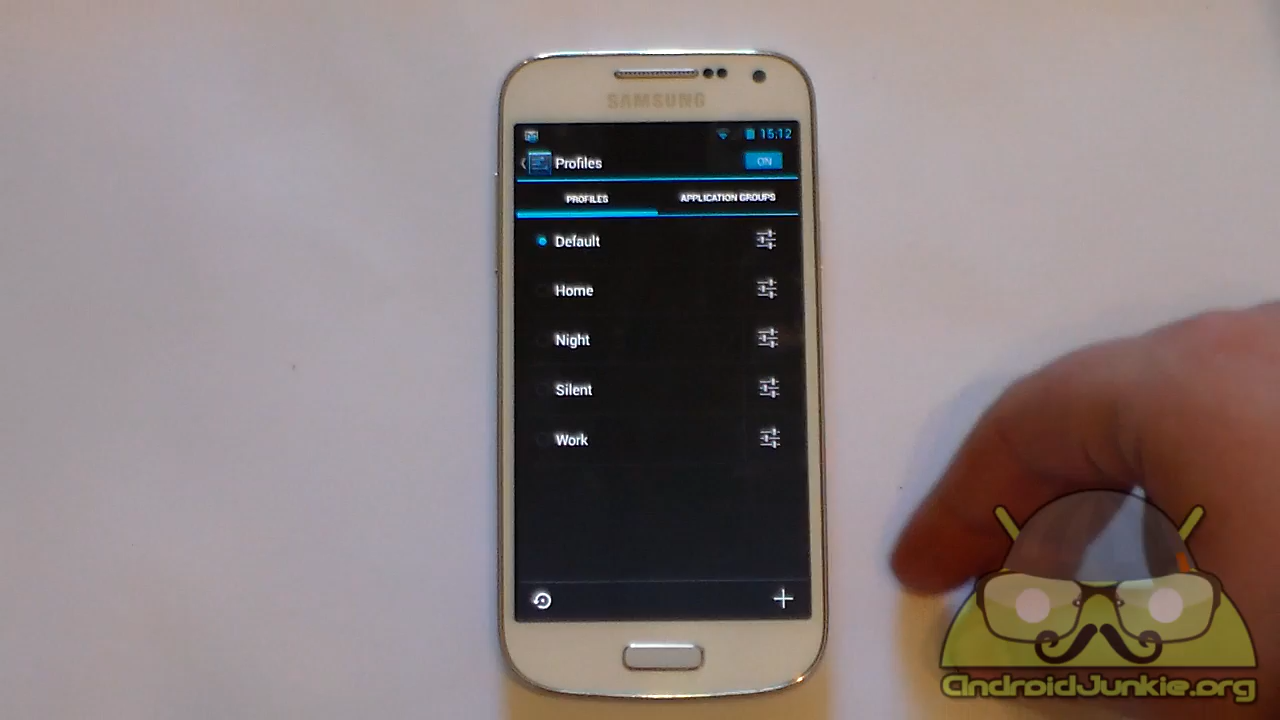 SAMSUNG
15:12
Profiles
ON
PROFILES
APPLICATION GROUPS
Default
Home
Night
Silent
Work
AndroidJunkie.org